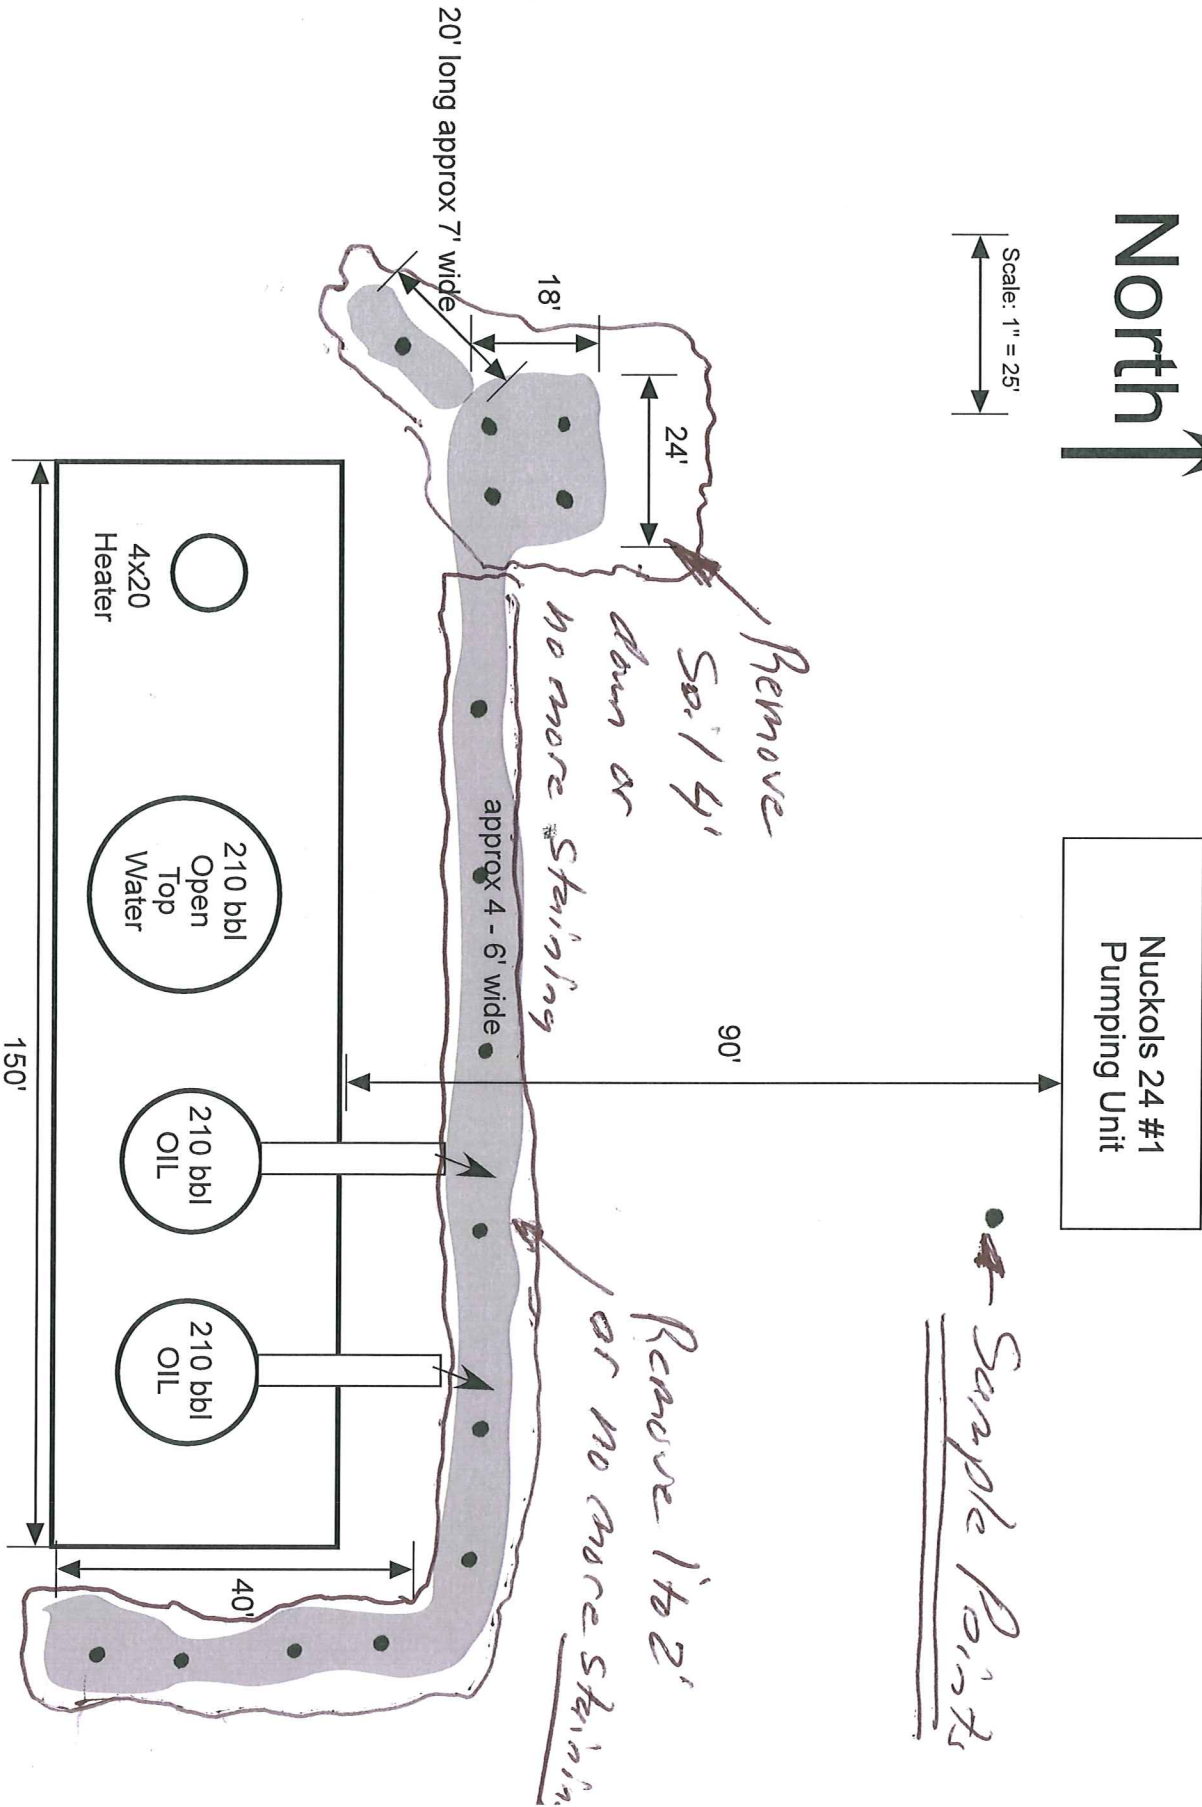 North
Scale: 1" = 25'
Nuckols 24 #1
Pumping Unit
Sample Points
90'
18'
24'
20' long approx 7' wide
Remove
Soil 4'
down or
no more staining
approx 4 - 6' wide
Remove 1' to 2'
or no more stainin
4x20
Heater
210 bbl
Open
Top
Water
210 bbl
OIL
210 bbl
OIL
40'
150'